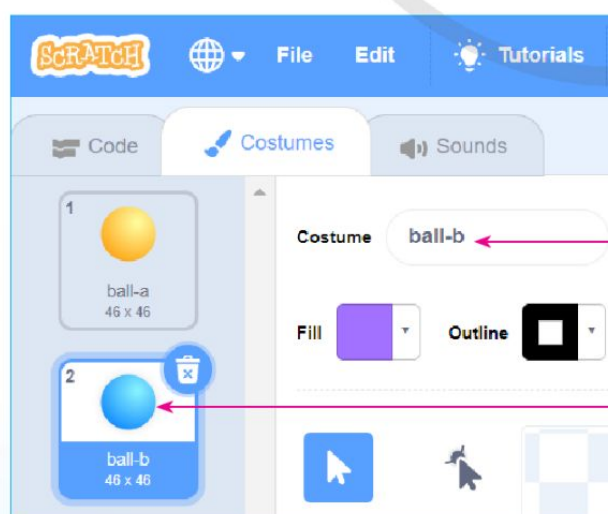 SCRATCH File Edit Tutorials
Code Costumes Sounds
1
ball-a
46 x 46
Costume ball-b
Fill Outline
2
ball-b
46 x 46